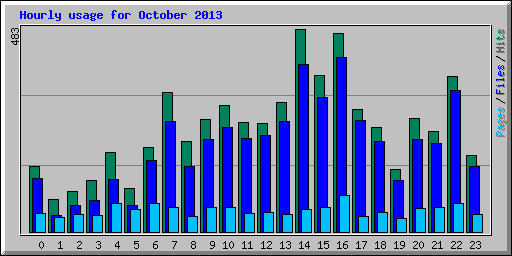 Hourly usage for October 2013
483
Pages/Files/Hits
0 1 2 3 4 5 6 7 8 9 10 11 12 13 14 15 16 17 18 19 20 21 22 23